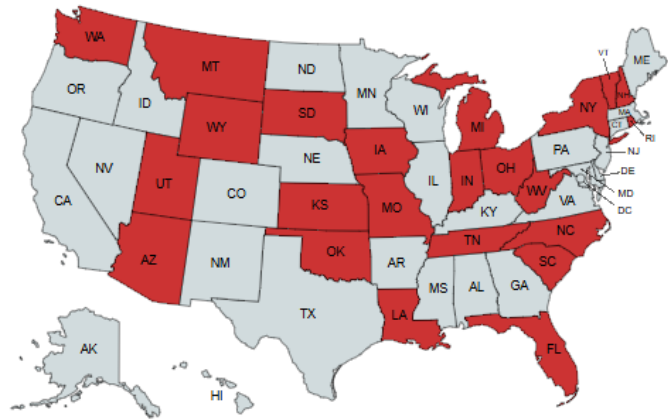 WA
MT
ND
MN
ME
VT
NH
OR
ID
SD
WI
NY
MA
CT
RI
WY
MI
IA
PA
NJ
NV
NE
IL
IN
OH
DE
MD
DC
UT
CO
WV
VA
CA
KS
MO
KY
NC
TN
AZ
NM
OK
AR
SC
MS
AL
GA
TX
LA
FL
AK
HI